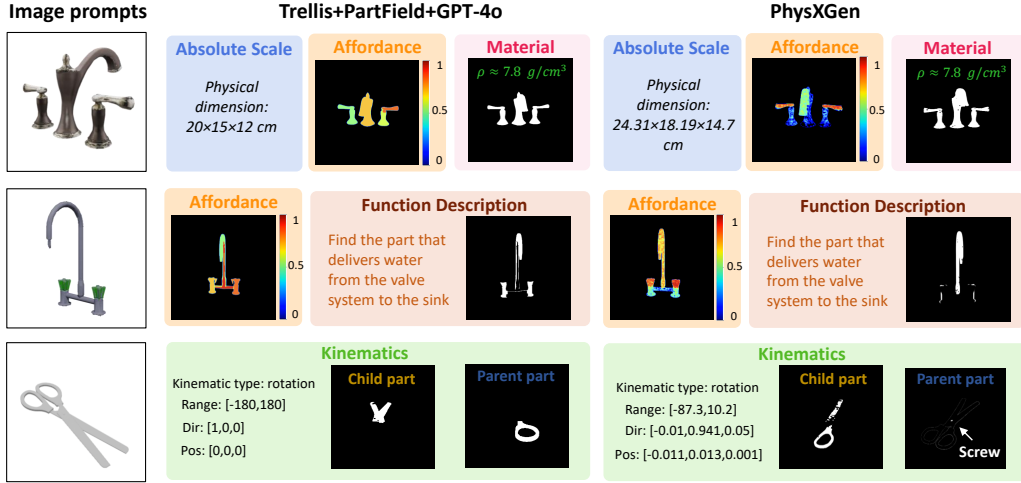 Image prompts
Trellis+PartField+GPT-4o
PhysXGen
Absolute Scale
Physical
dimension:
20×15×12 cm
Affordance
1
0.5
0
Material
ρ ≈ 7.8 g/cm³
Absolute Scale
Physical
dimension:
24.31×18.19×14.7
cm
Affordance
1
0.5
0
Material
ρ ≈ 7.8 g/cm³
Affordance
1
0.5
0
Function Description
Find the part that
delivers water
from the valve
system to the sink
Affordance
1
0.5
0
Function Description
Find the part that
delivers water
from the valve
system to the sink
Kinematics
Kinematic type: rotation
Range: [-180,180]
Dir: [1,0,0]
Pos: [0,0,0]
Child part
Parent part
Kinematics
Kinematic type: rotation
Range: [-87.3,10.2]
Dir: [-0.01,0.941,0.05]
Pos: [-0.011,0.013,0.001]
Child part
Parent part
Screw